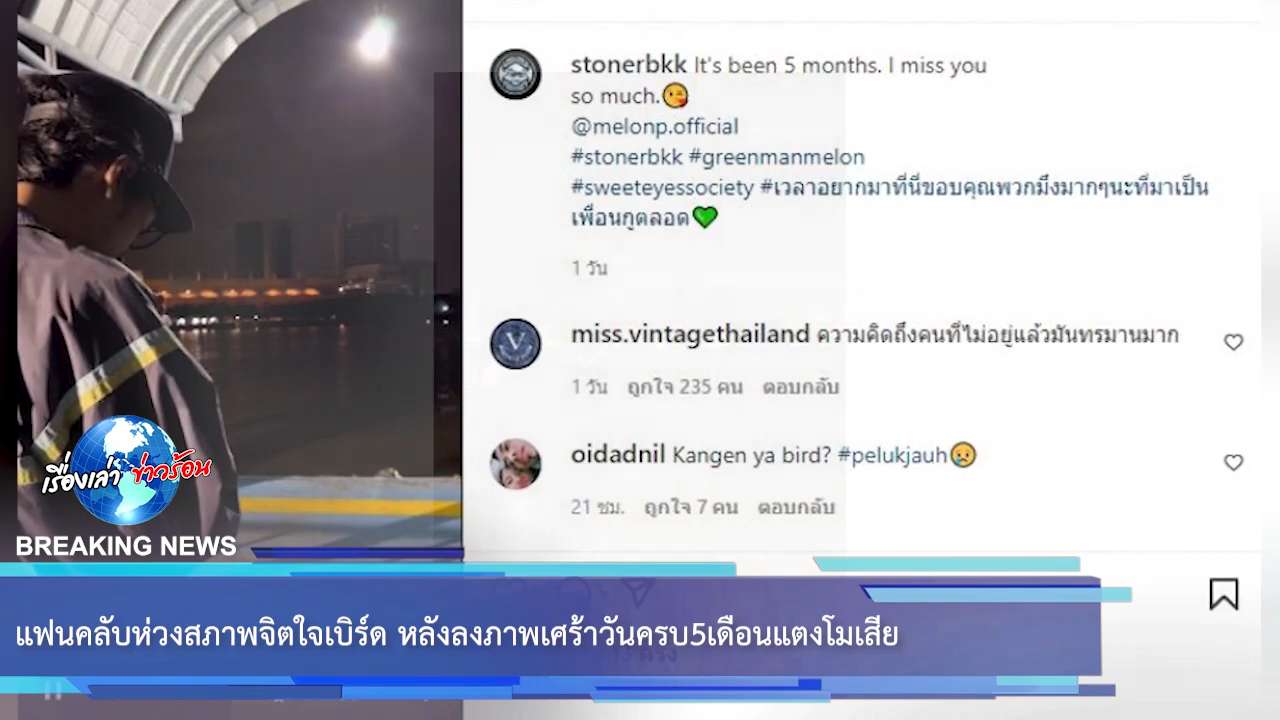 stonerbkk It's been 5 months. I miss you
so much.😘
@melonp.official
#stonerbkk #greenmanmelon
#sweeteyessociety #เวลาอยากมาที่นี่ขอบคุณพวกมึงมากๆนะที่มาเป็น
เพื่อนกูตลอด💚
1 วัน
miss.vintagethailand ความคิดถึงคนที่ไม่อยู่แล้วมันทรมานมาก
1 วัน ถูกใจ 235 คน ตอบกลับ
oidadnil Kangen ya bird? #pelukjauh😢
21 ชม. ถูกใจ 7 คน ตอบกลับ
เรื่องเล่า ข่าวร้อน
BREAKING NEWS
แฟนคลับห่วงสภาพจิตใจเบิร์ด หลังลงภาพเศร้าวันครบ5เดือนแตงโมเสีย